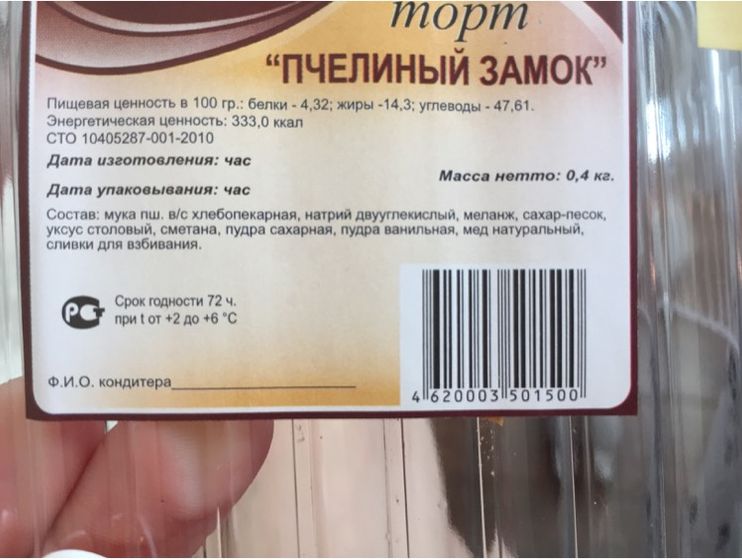 торт
“ПЧЕЛИНЫЙ ЗАМОК”
Пищевая ценность в 100 гр.: белки - 4,32; жиры -14,3; углеводы - 47,61.
Энергетическая ценность: 333,0 ккал
СТО 10405287-001-2010
Дата изготовления: час
Масса нетто: 0,4 кг.
Дата упаковывания: час
Состав: мука пш. в/с хлебопекарная, натрий двууглекислый, меланж, сахар-песок,
уксус столовый, сметана, пудра сахарная, пудра ванильная, мед натуральный,
сливки для взбивания.
РСТ
Срок годности 72 ч.
при t от +2 до +6 °С
Ф.И.О. кондитера
4 620003 501500